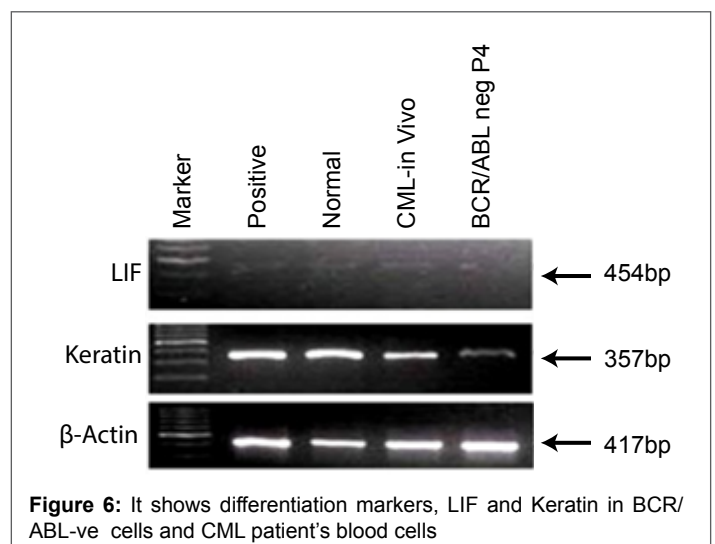 Marker
Positive
Normal
CML-in Vivo
BCR/ABL neg P4
LIF
454bp
Keratin
357bp
β-Actin
417bp
Figure 6: It shows differentiation markers, LIF and Keratin in BCR/
ABL-ve cells and CML patient's blood cells